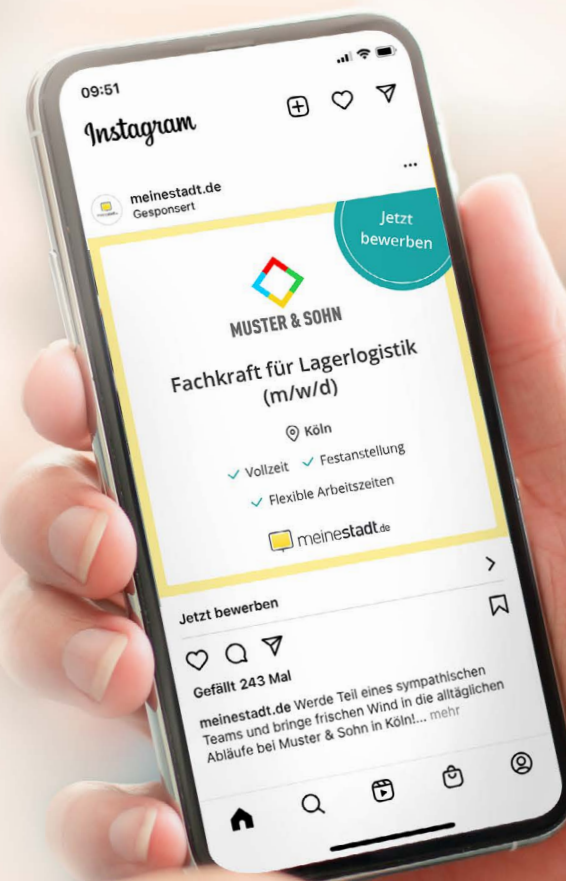 09:51
Instagram
meinestadt.de
Gesponsert
Jetzt
bewerben
MUSTER & SOHN
Fachkraft für Lagerlogistik
(m/w/d)
Köln
Vollzeit Festanstellung
Flexible Arbeitszeiten
meinestadt.de
Jetzt bewerben
Gefällt 243 Mal
meinestadt.de Werde Teil eines sympathischen
Teams und bringe frischen Wind in die alltäglichen
Abläufe bei Muster & Sohn in Köln!... mehr